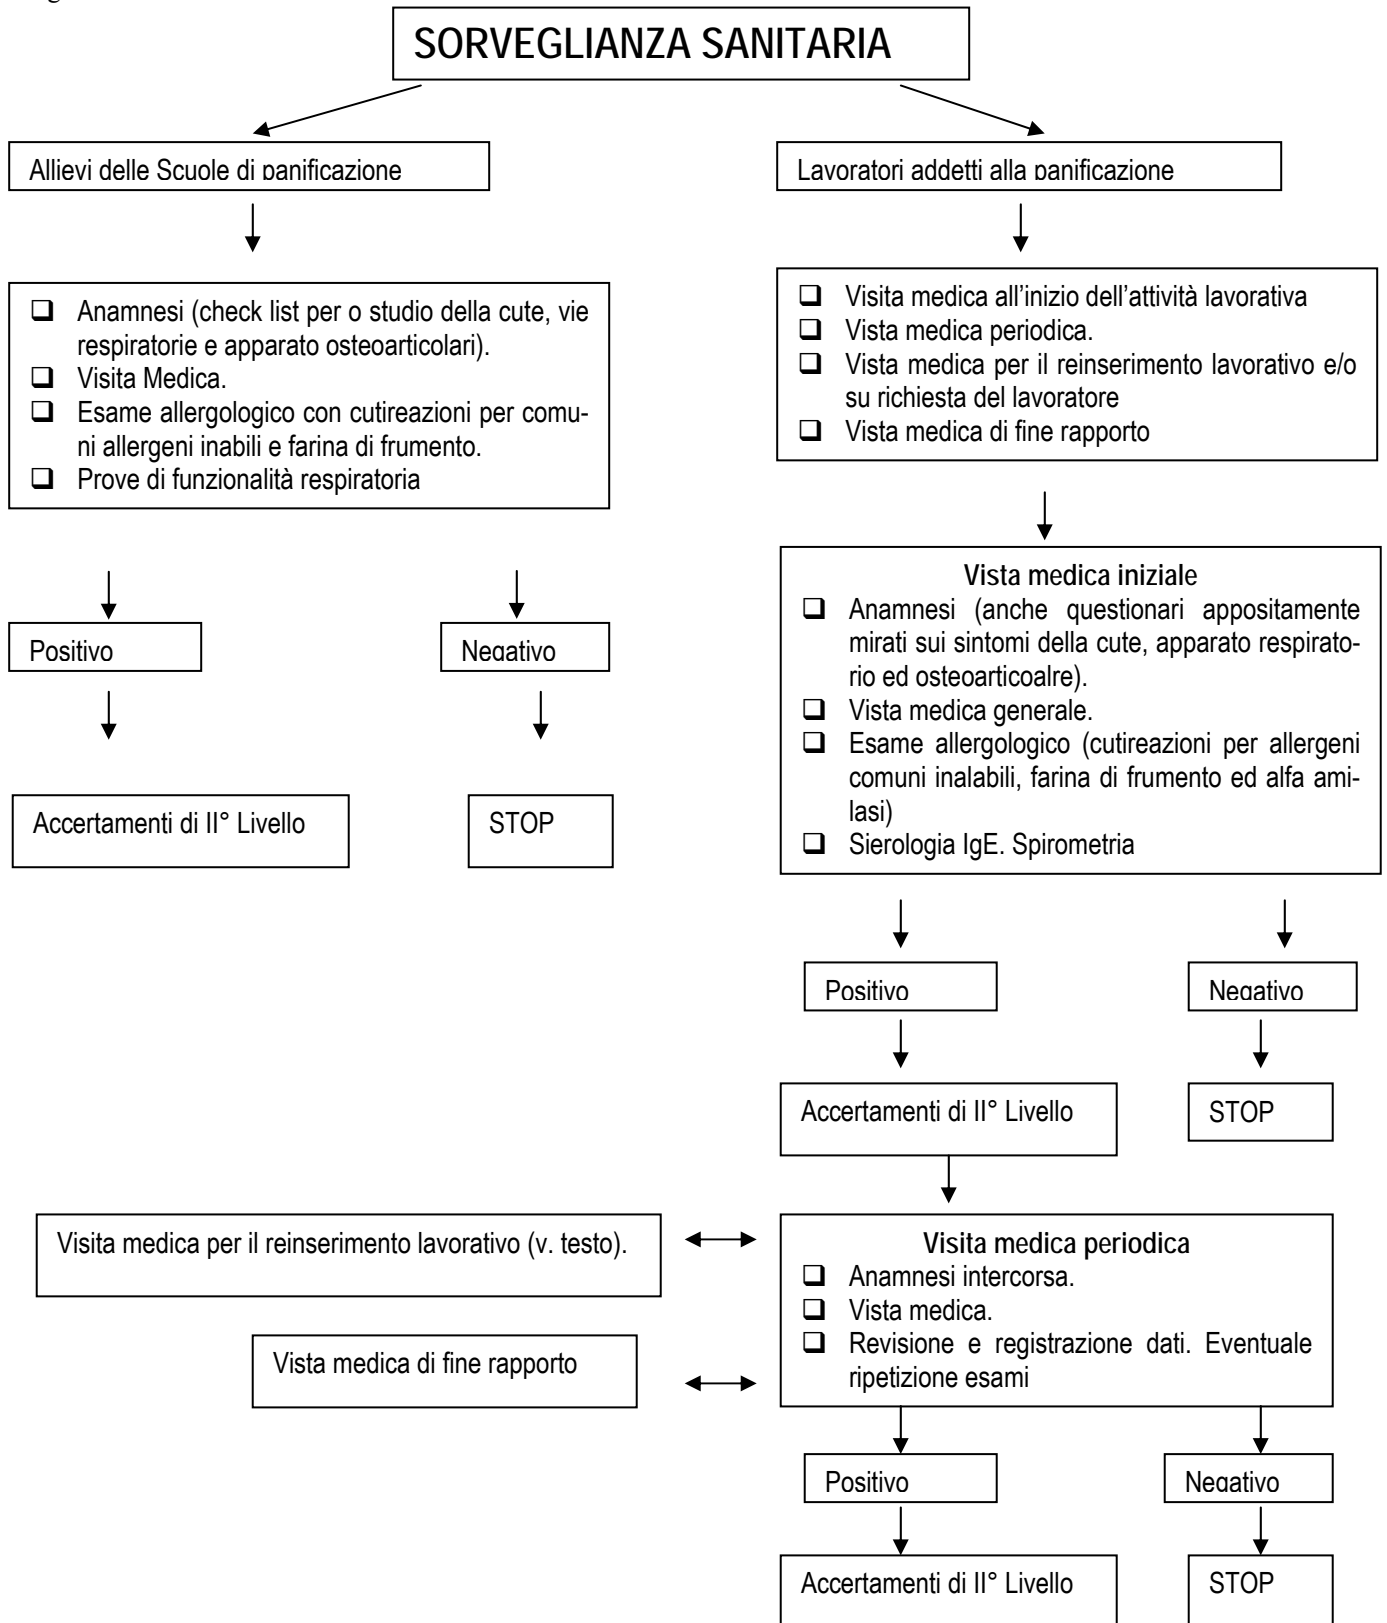 SORVEGLIANZA SANITARIA
Allievi delle Scuole di panificazione
Lavoratori addetti alla panificazione
❑ Anamnesi (check list per o studio della cute, vie
respiratorie e apparato osteoarticolari).
❑ Visita Medica.
❑ Esame allergologico con cutireazioni per comu-
ni allergeni inabili e farina di frumento.
❑ Prove di funzionalità respiratoria
❑ Visita medica all'inizio dell'attività lavorativa
❑ Vista medica periodica.
❑ Vista medica per il reinserimento lavorativo e/o
su richiesta del lavoratore
❑ Vista medica di fine rapporto
Positivo
Negativo
Accertamenti di II° Livello
STOP
Vista medica iniziale
❑ Anamnesi (anche questionari appositamente
mirati sui sintomi della cute, apparato respirato-
rio ed osteoarticoalre).
❑ Vista medica generale.
❑ Esame allergologico (cutireazioni per allergeni
comuni inalabili, farina di frumento ed alfa ami-
lasi)
❑ Sierologia IgE. Spirometria
Positivo
Negativo
Accertamenti di II° Livello
STOP
Visita medica per il reinserimento lavorativo (v. testo).
Vista medica di fine rapporto
Visita medica periodica
❑ Anamnesi intercorsa.
❑ Vista medica.
❑ Revisione e registrazione dati. Eventuale
ripetizione esami
Positivo
Negativo
Accertamenti di II° Livello
STOP